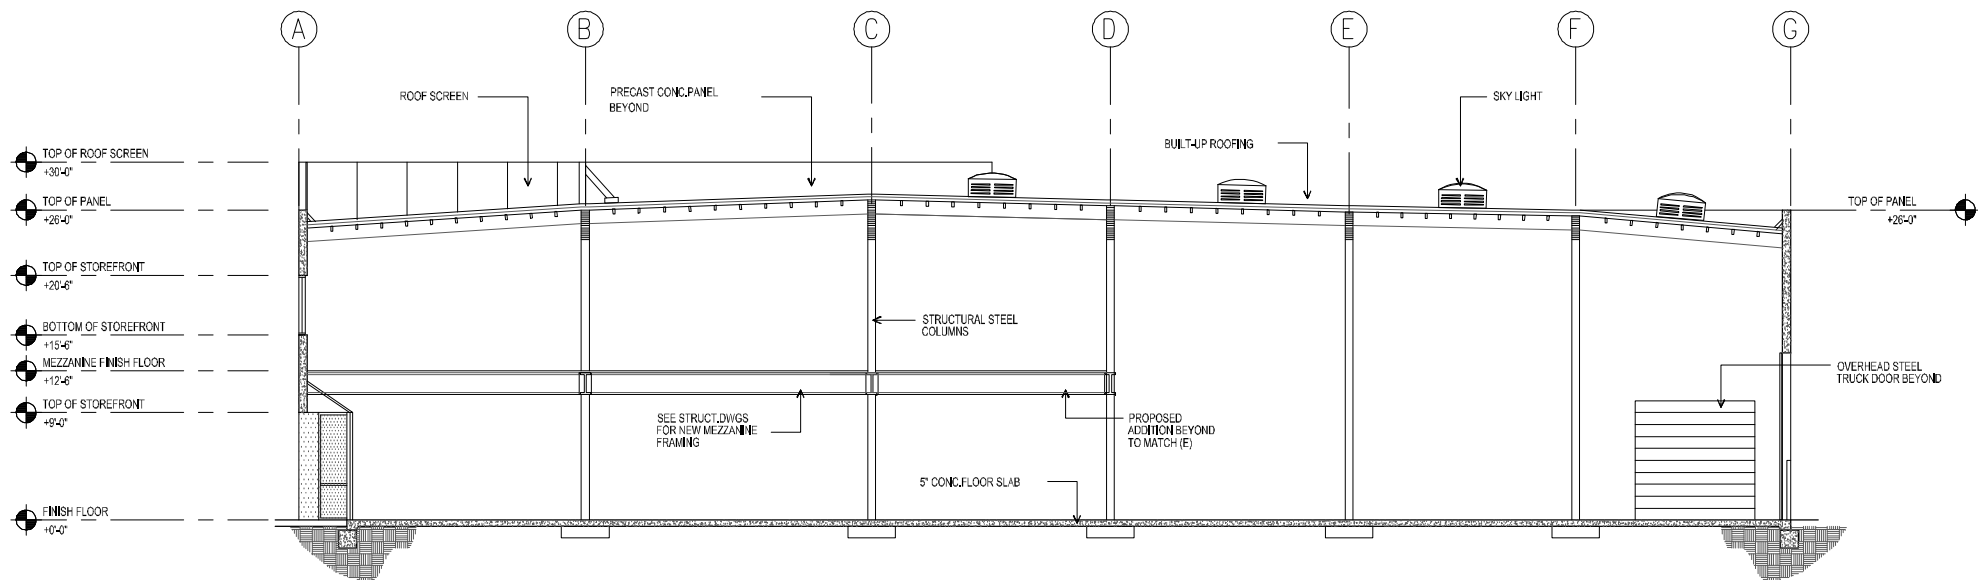 A B C D E F G
ROOF SCREEN
PRECAST CONC.PANEL
BEYOND
SKY LIGHT
BUILT-UP ROOFING
TOP OF ROOF SCREEN
+30'-0"
TOP OF PANEL
+26'-0"
TOP OF PANEL
+26'-0"
TOP OF STOREFRONT
+20'-6"
BOTTOM OF STOREFRONT
+15'-6"
STRUCTURAL STEEL
COLUMNS
MEZZANINE FINISH FLOOR
+12'-6"
OVERHEAD STEEL
TRUCK DOOR BEYOND
TOP OF STOREFRONT
+9'-0"
SEE STRUCT.DWGS
FOR NEW MEZZANINE
FRAMING
PROPOSED
ADDITION BEYOND
TO MATCH (E)
5" CONC.FLOOR SLAB
FINISH FLOOR
+0'-0"